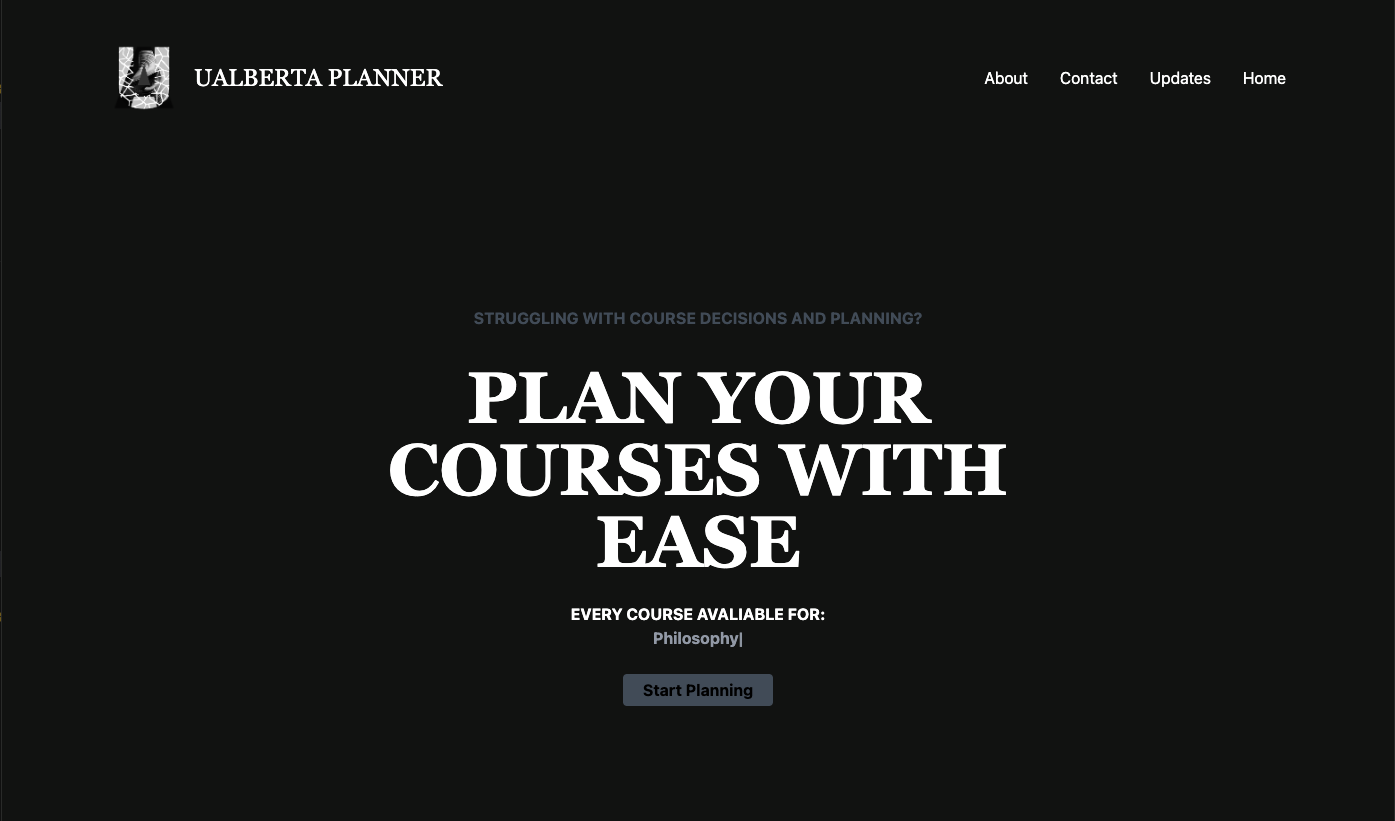 UALBERTA PLANNER
About Contact Updates Home
STRUGGLING WITH COURSE DECISIONS AND PLANNING?
PLAN YOUR
COURSES WITH
EASE
EVERY COURSE AVALIABLE FOR:
Philosophy|
Start Planning